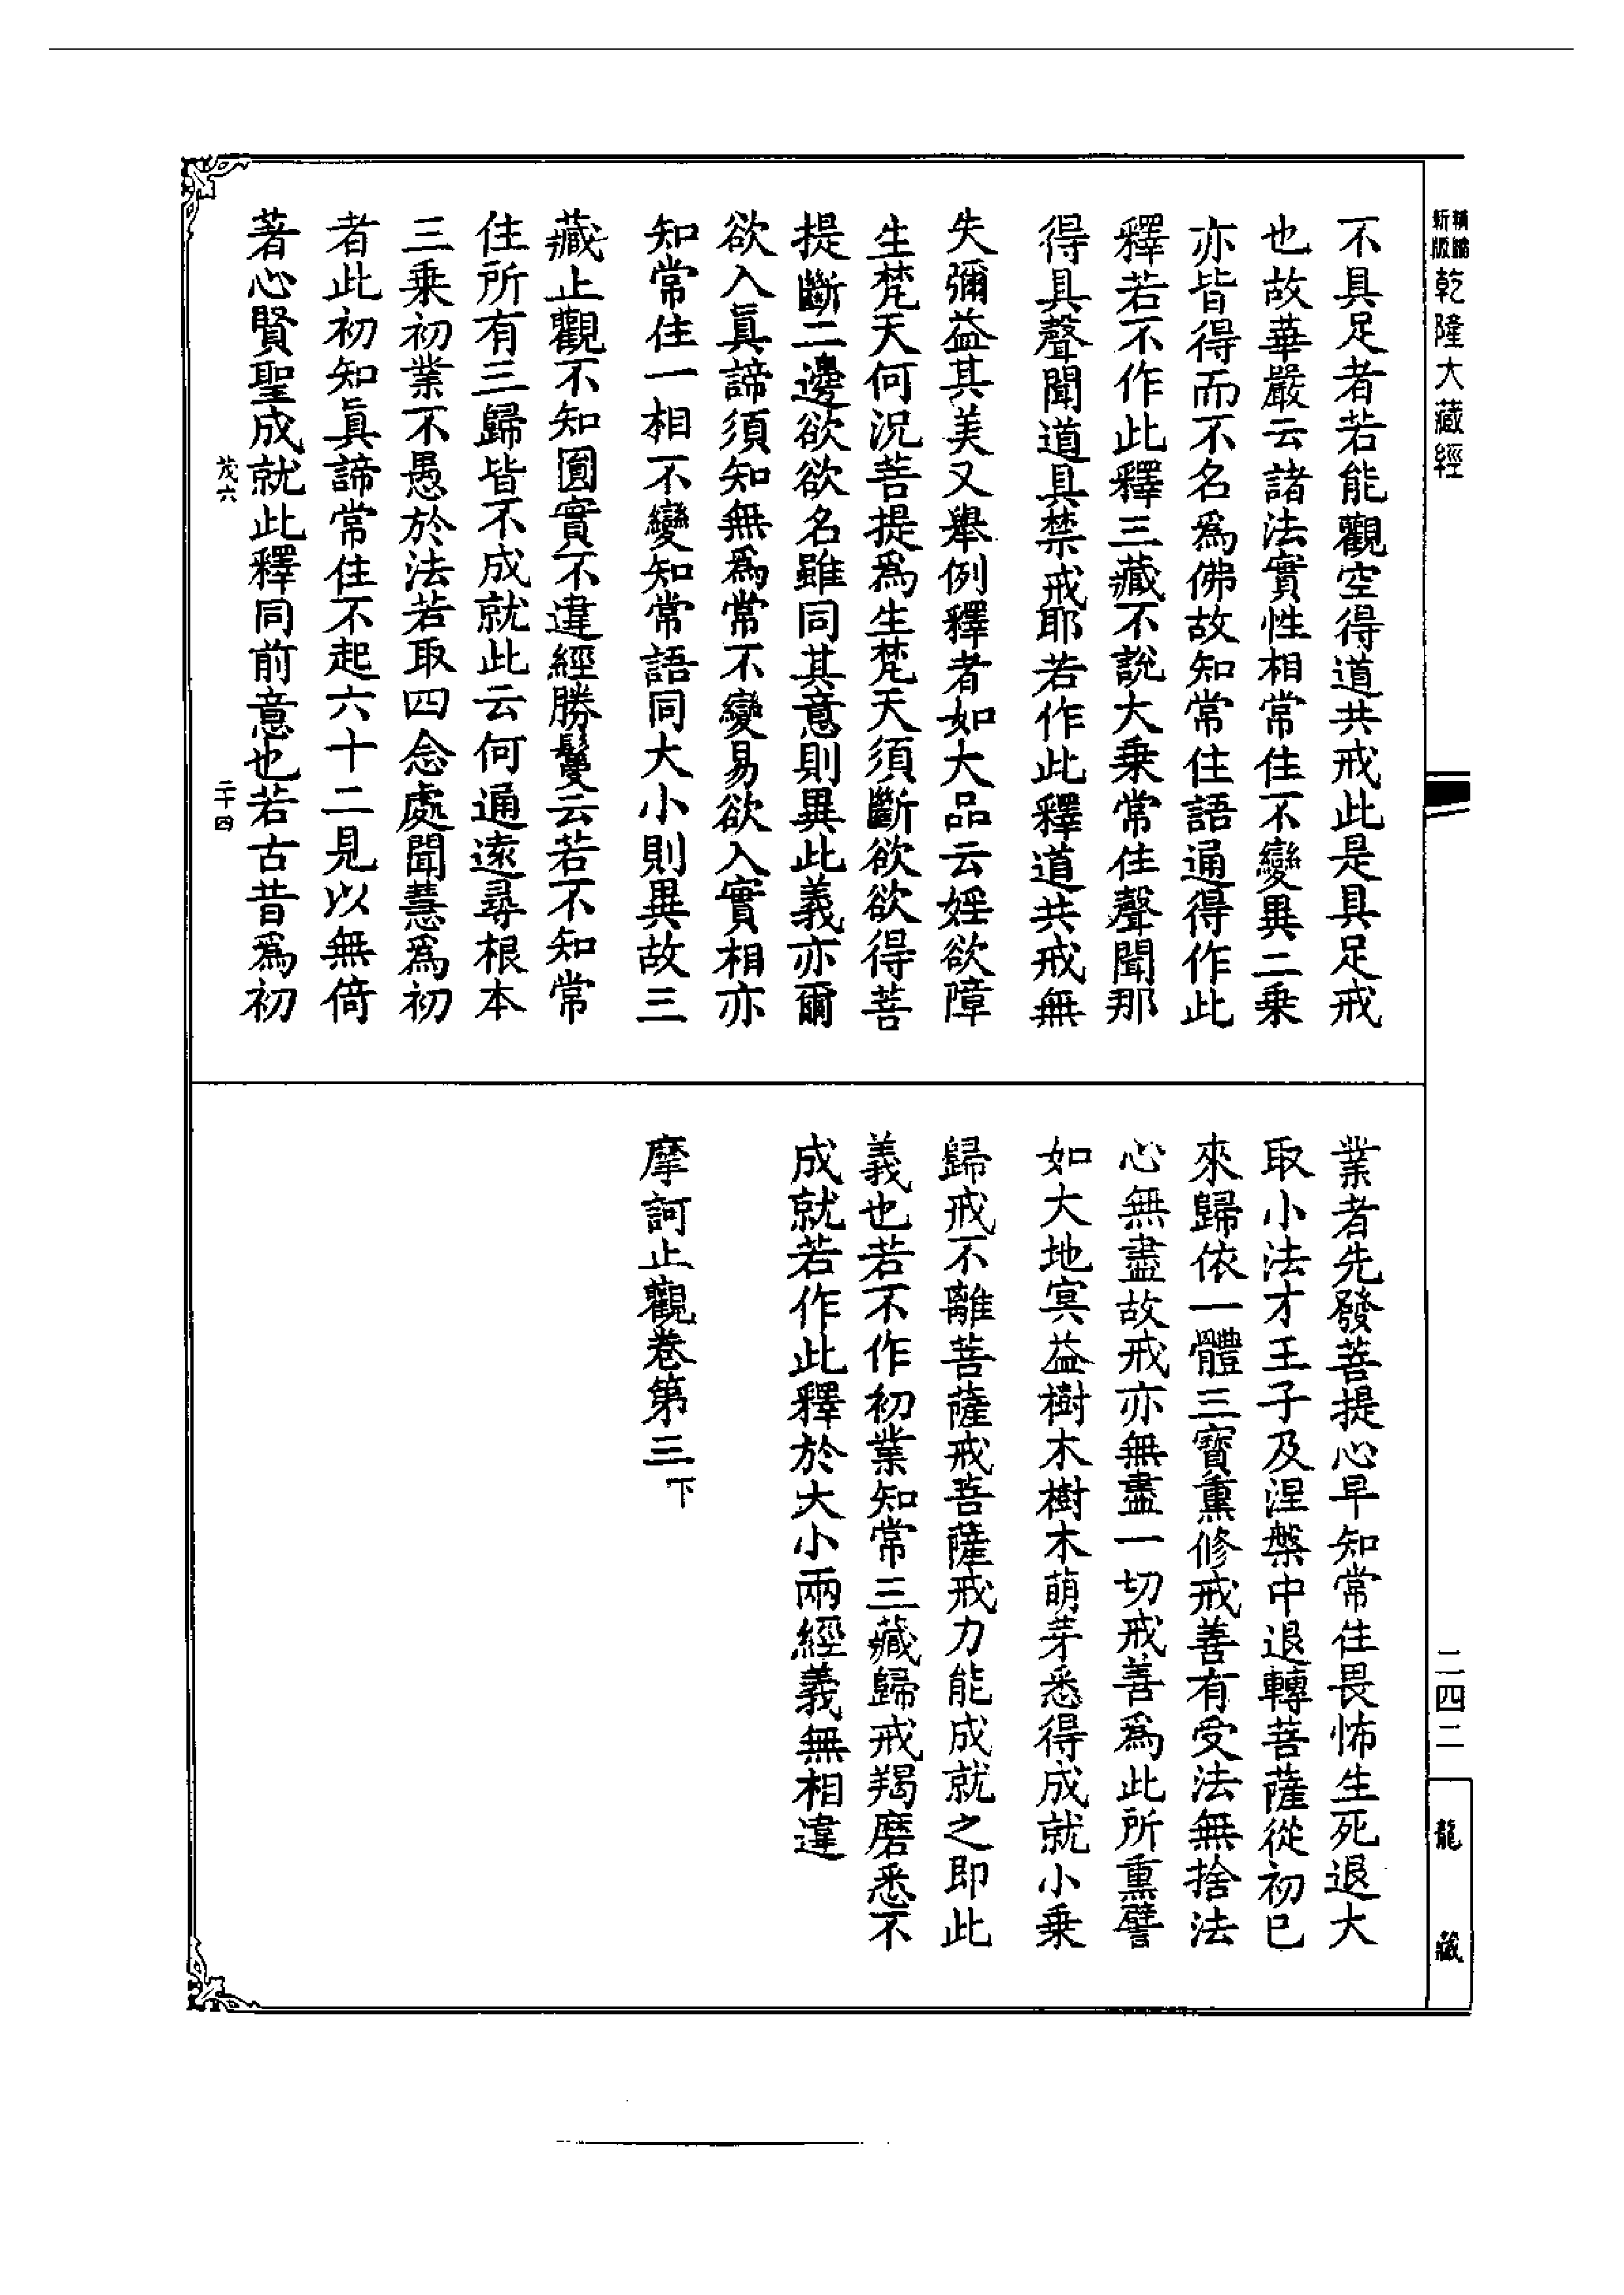 新版精縮乾隆大藏經
二四二
龍藏
不具足者若能觀空得道共戒此是具足戒
也故華嚴云諸法實性相常住不變異二乘
亦皆得而不名爲佛故知常住語通得作此
釋若不作此釋三藏不說大乘常住聲聞那
得具聲聞道具禁戒耶若作此釋道共戒無
失彌益其美又舉例釋者如大品云婬欲障
生梵天何況菩提爲生梵天須斷欲欲得菩
提斷二邊欲欲名雖同其意則異此義亦爾
欲入眞諦須知無爲常不變易欲入實相亦
知常住一相不變知常語同大小則異故三
藏止觀不知圓實不違經勝鬘云若不知常
住所有三歸皆不成就此云何通遠尋根本
三乘初業不愚於法若取四念處聞慧爲初
者此初知眞諦常住不起六十二見以無倚
著心賢聖成就此釋同前意也若古昔爲初
茂六
二十四
業者先發菩提心早知常住畏怖生死退大
取小法才王子及涅槃中退轉菩薩從初已
來歸依一體三寶熏修戒善有受法無捨法
心無盡故戒亦無盡一切戒善爲此所熏譬
如大地冥益樹木樹木萌芽悉得成就小乘
歸戒不離菩薩戒菩薩戒力能成就之即此
義也若不作初業知常三藏歸戒羯磨悉不
成就若作此釋於大小兩經義無相違
摩訶止觀卷第三下